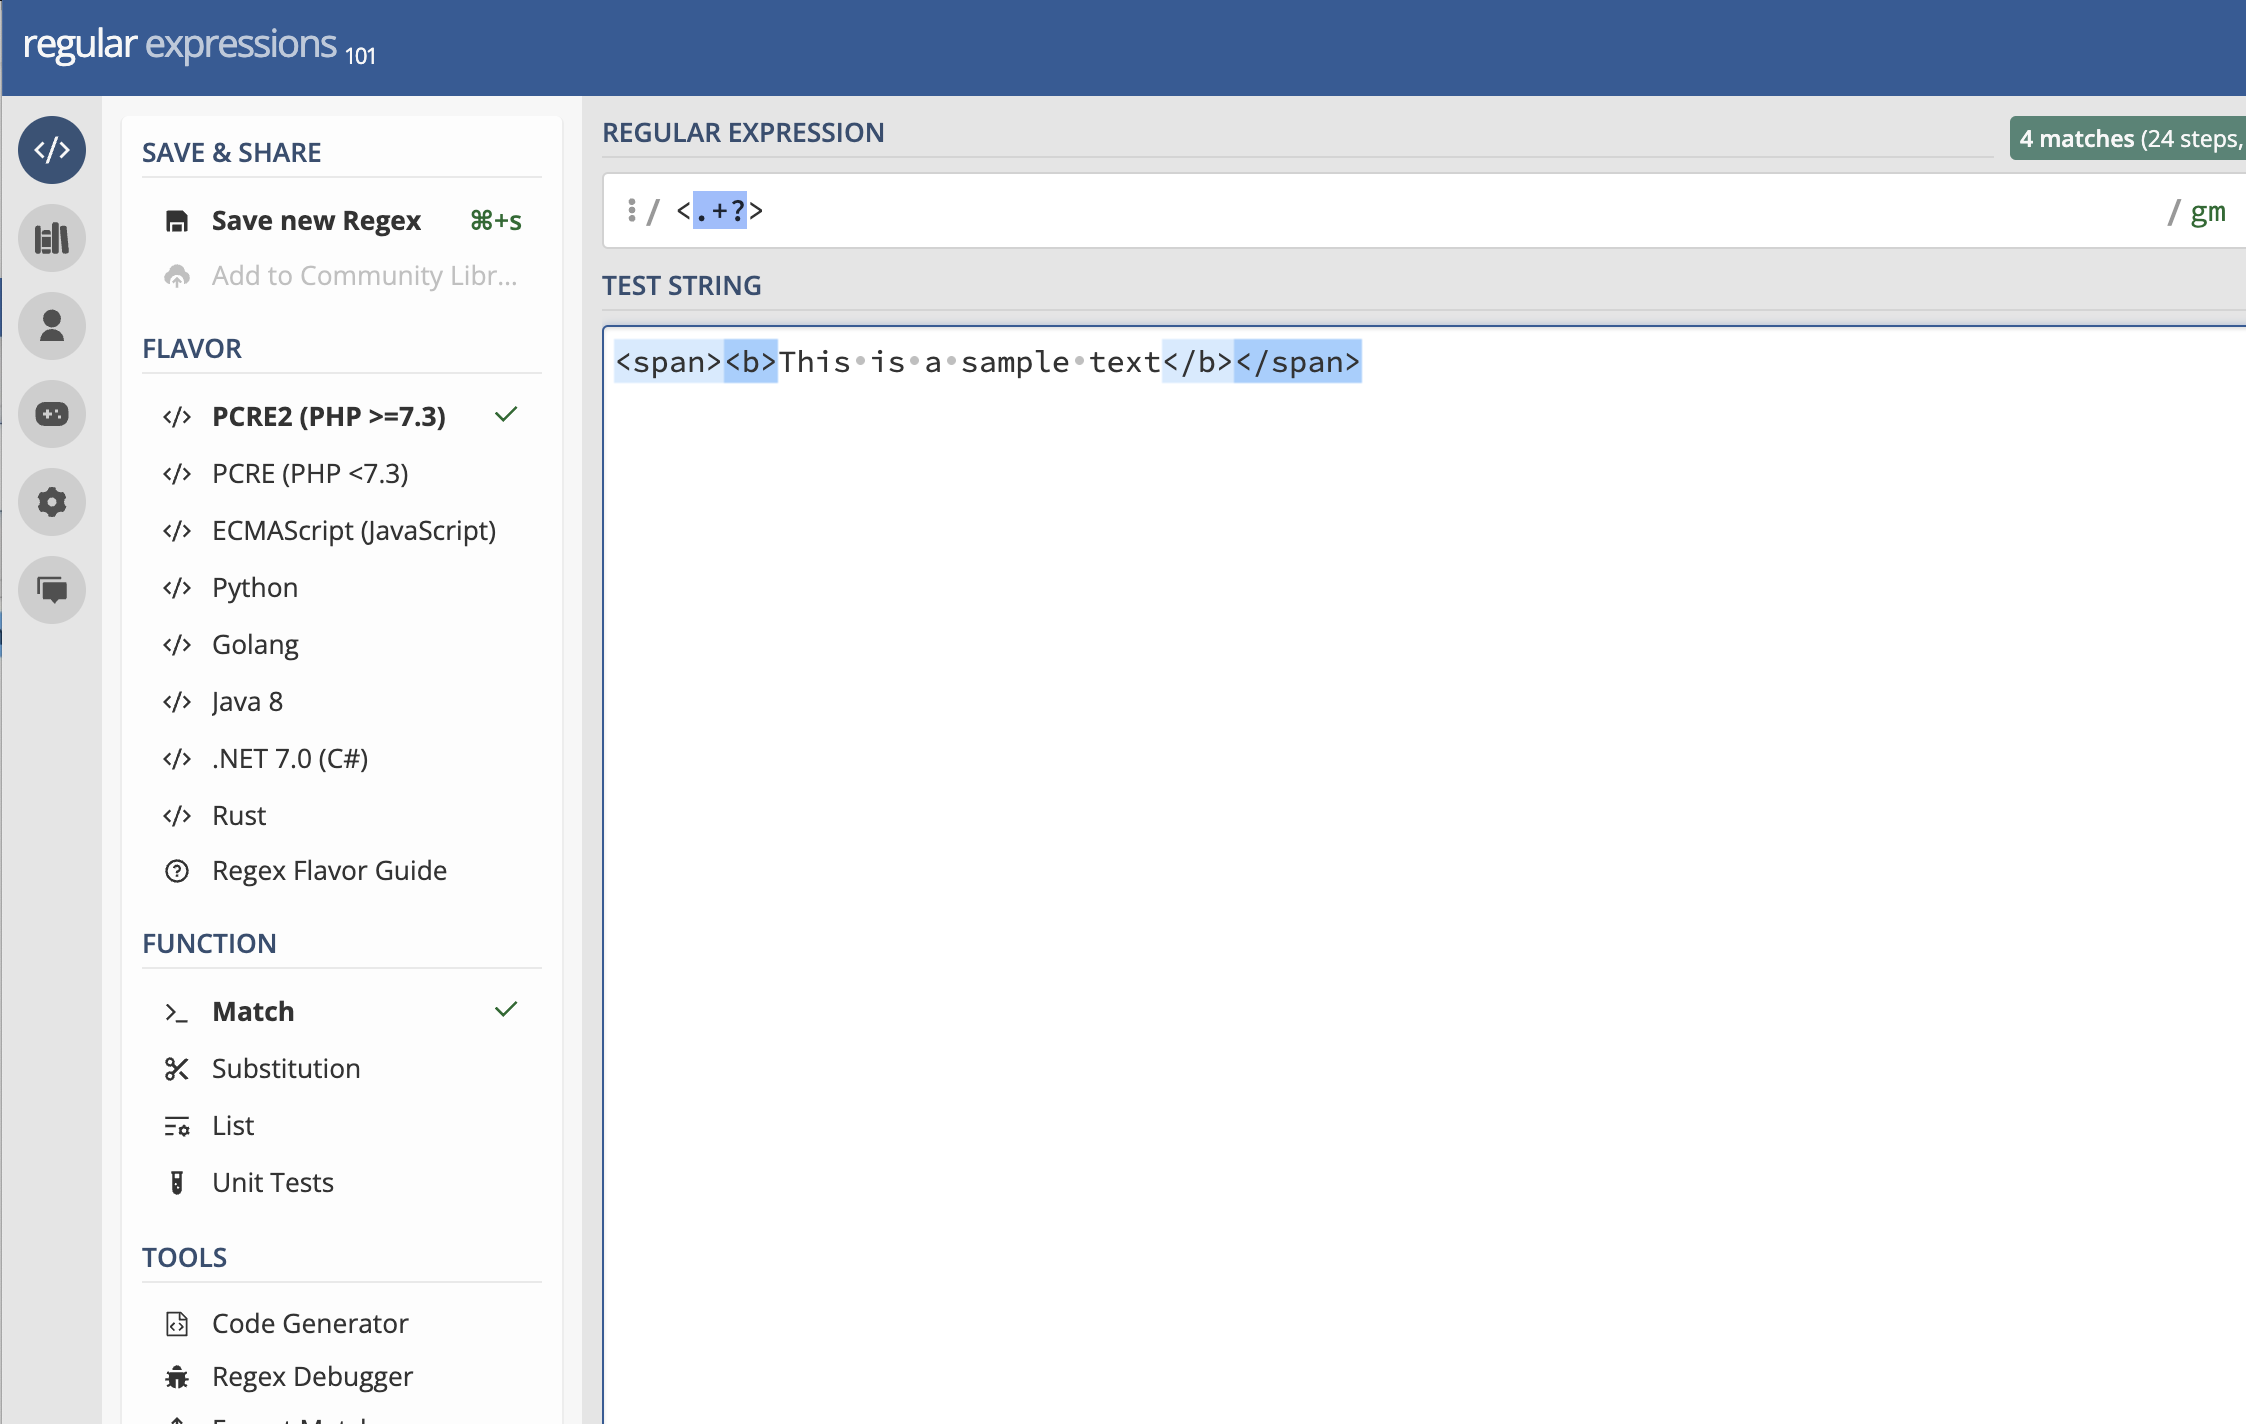 regular expressions 101
SAVE & SHARE
Save new Regex ⌘+s
Add to Community Libr...
FLAVOR
</> PCRE2 (PHP >=7.3)
</> PCRE (PHP <7.3)
</> ECMAScript (JavaScript)
</> Python
</> Golang
</> Java 8
</> .NET 7.0 (C#)
</> Rust
Regex Flavor Guide
FUNCTION
Match
Substitution
List
Unit Tests
TOOLS
Code Generator
Regex Debugger
REGULAR EXPRESSION
4 matches (24 steps,
/ <.+?> / gm
TEST STRING
<span><b>This·is·a·sample·text</b></span>